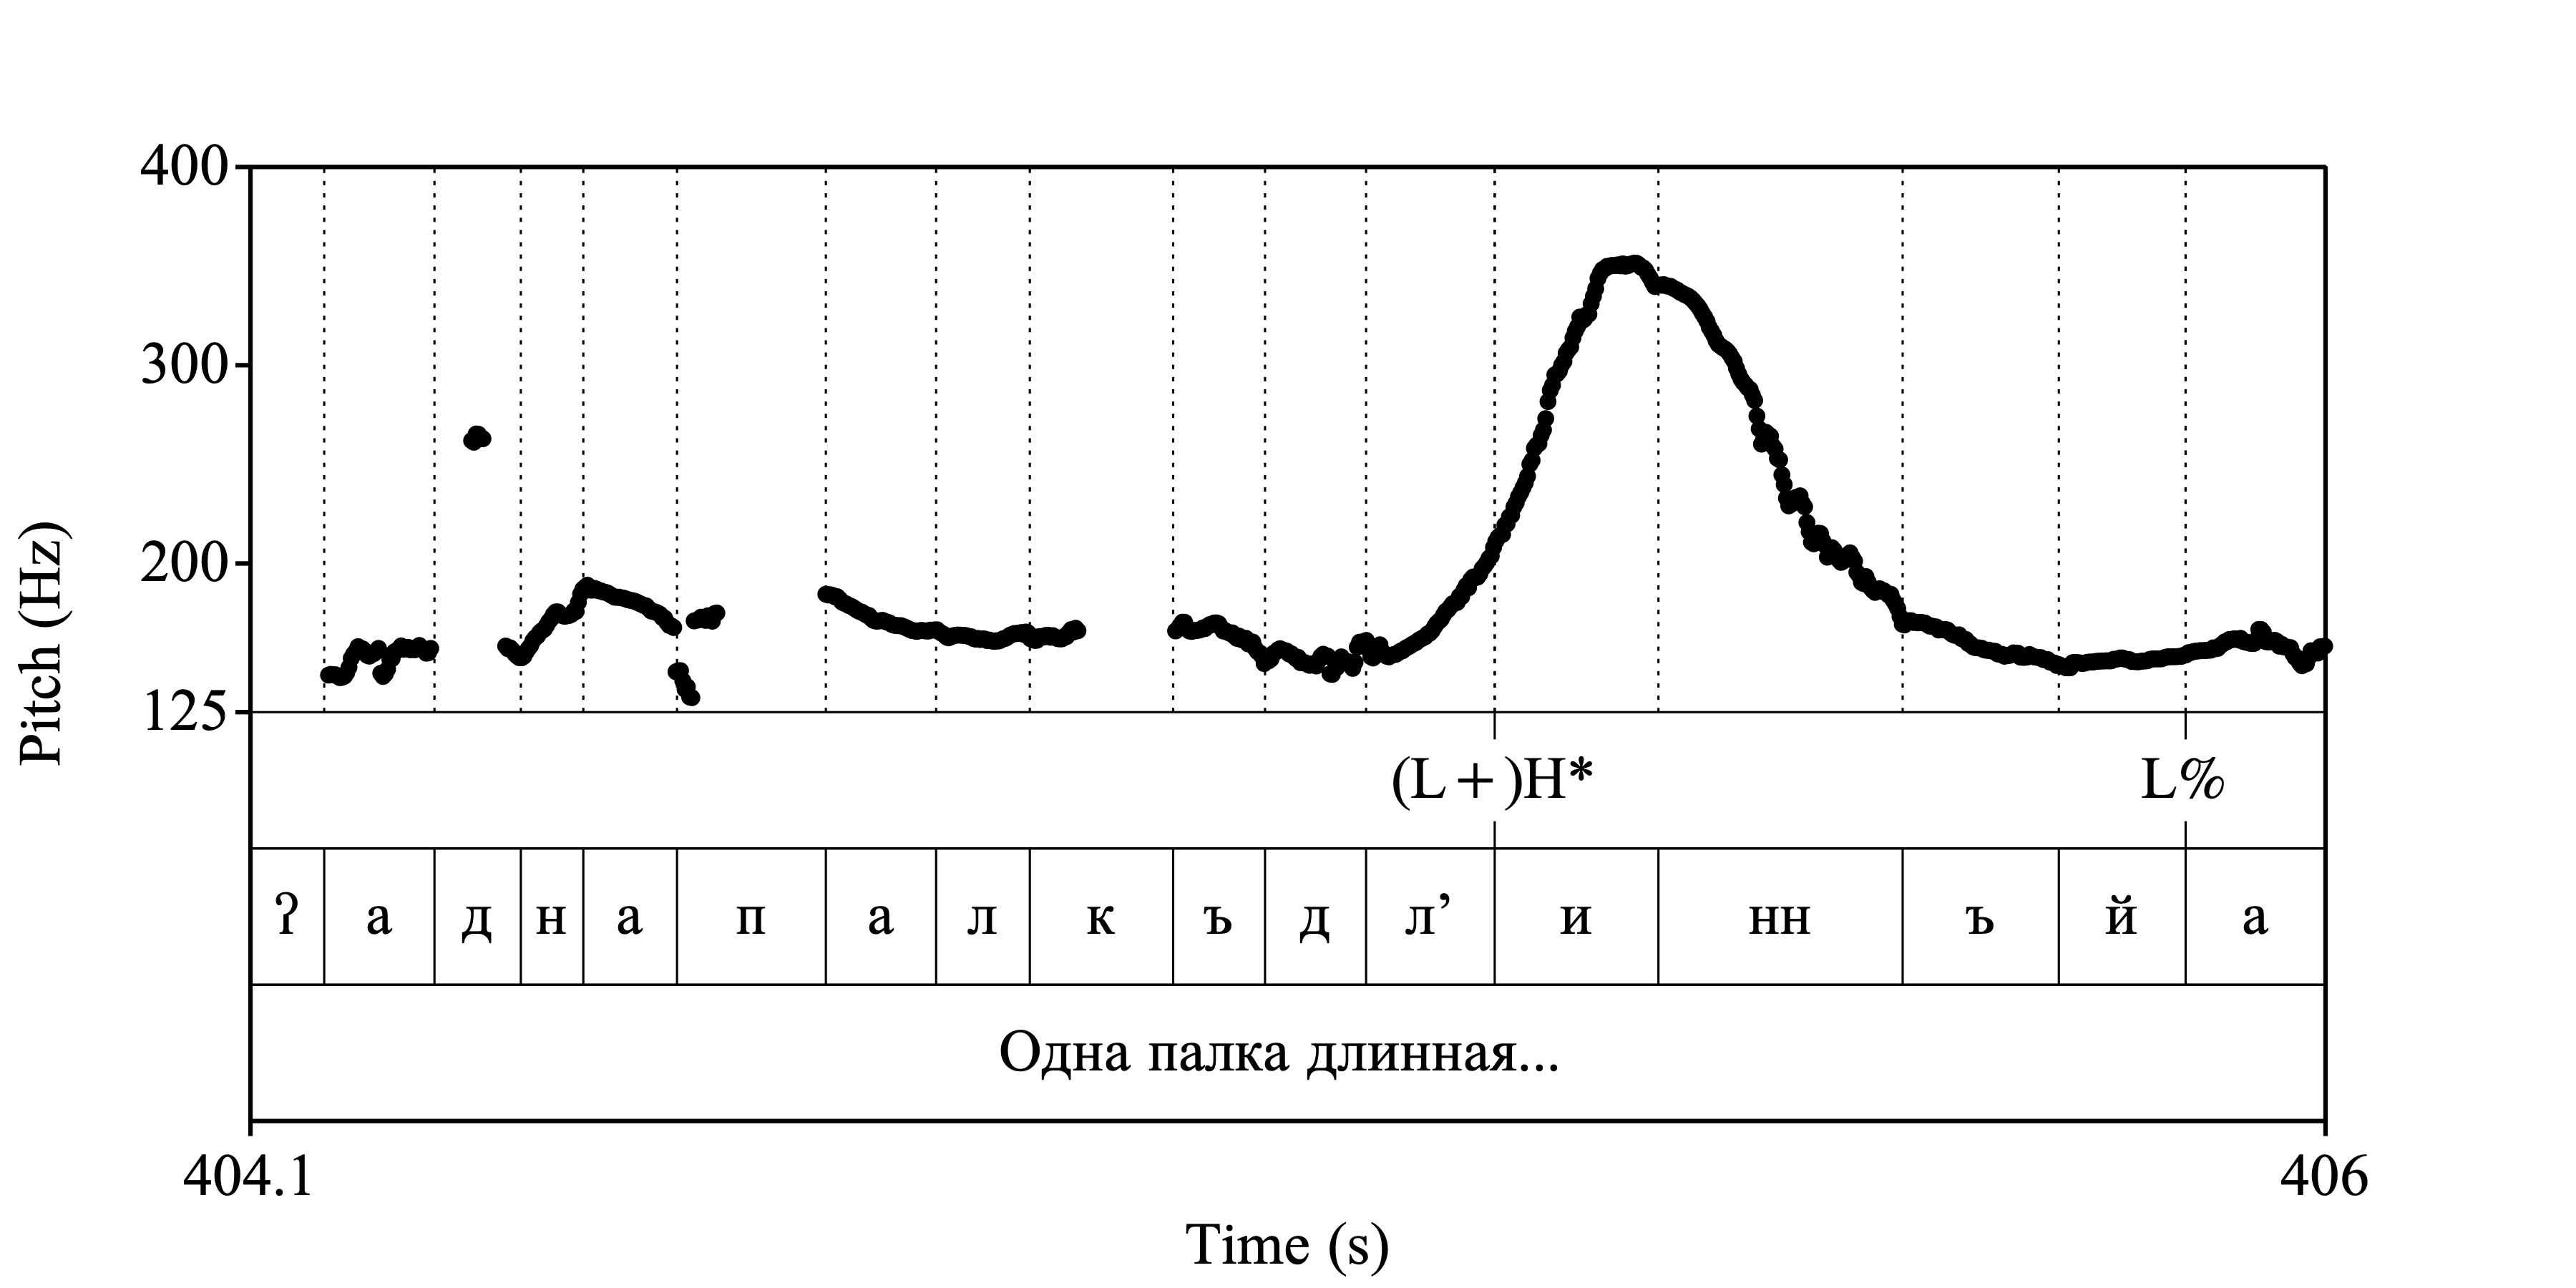 400
300
200
125
Pitch (Hz)
(L+)H* L%
ʔ а д н а п а л к ъ д л’ и нн ъ й а
Одна палка длинная...
404.1 406
Time (s)